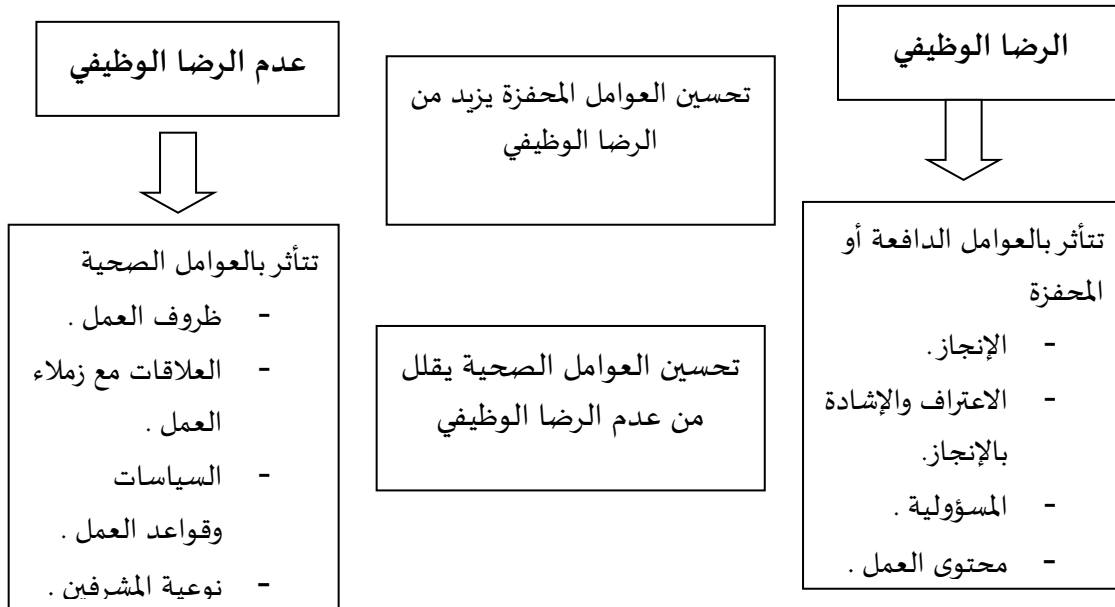 الرضا الوظيفي
تتأثر بالعوامل الدافعة أو
المحفزة
- الإنجاز.
- الاعتراف والإشادة
بالإنجاز.
- المسؤولية .
- محتوى العمل .
تحسين العوامل المحفزة يزيد من
الرضا الوظيفي
تحسين العوامل الصحية يقلل
من عدم الرضا الوظيفي
عدم الرضا الوظيفي
تتأثر بالعوامل الصحية
- ظروف العمل .
- العلاقات مع زملاء
العمل .
- السياسات
وقواعد العمل .
- نوعية المشرفين .